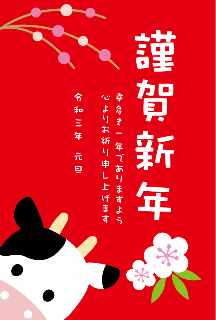 謹賀新年
幸多き一年でありますよう
心よりお祈り申し上げます
令和三年　元旦